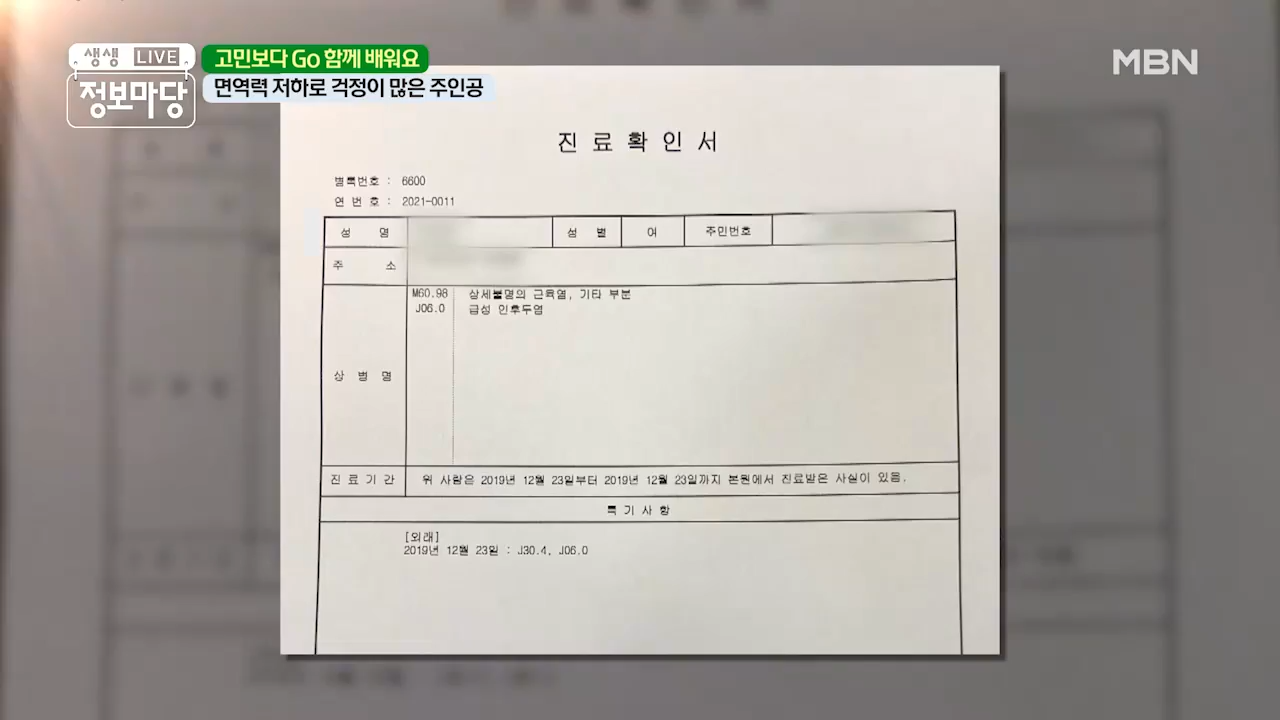 생생 LIVE
정보마당
고민보다 Go 함께 배워요
면역력 저하로 걱정이 많은 주인공
MBN
진 료 확 인 서
별록번호 : 6600
연 번 호 : 2021-0011
성 명 성 별 여 주민번호
주 소
M60.98 상세불명의 근육염, 기타 부분
J06.0 급성 인후두염
상 병 명
진 료 기 간 위 사람은 2019년 12월 23일부터 2019년 12월 23일까지 본원에서 진료받은 사실이 있음.
특 기 사 항
[외래]
2019년 12월 23일 : J30.4, J06.0